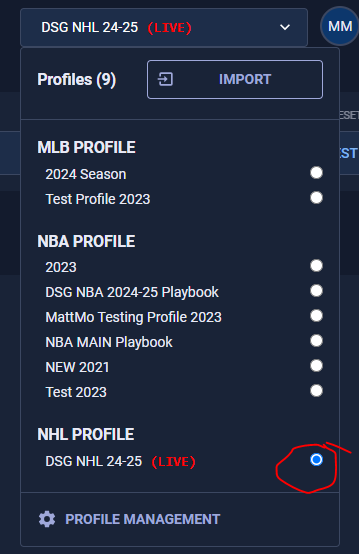 DSG NHL 24-25 (LIVE)
MM
Profiles (9)
IMPORT
ESET
EST
MLB PROFILE
2024 Season
Test Profile 2023
NBA PROFILE
2023
DSG NBA 2024-25 Playbook
MattMo Testing Profile 2023
NBA MAIN Playbook
NEW 2021
Test 2023
NHL PROFILE
DSG NHL 24-25 (LIVE)
PROFILE MANAGEMENT